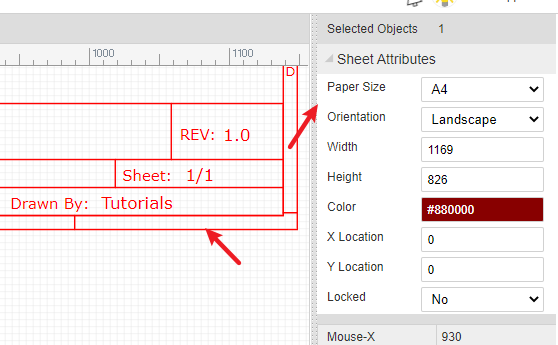 Selected Objects 1
1000 1100
Sheet Attributes
D
Paper Size A4
Orientation Landscape
REV: 1.0
Width 1169
Sheet: 1/1
Height 826
Drawn By: Tutorials
Color #880000
X Location 0
Y Location 0
Locked No
Mouse-X 930